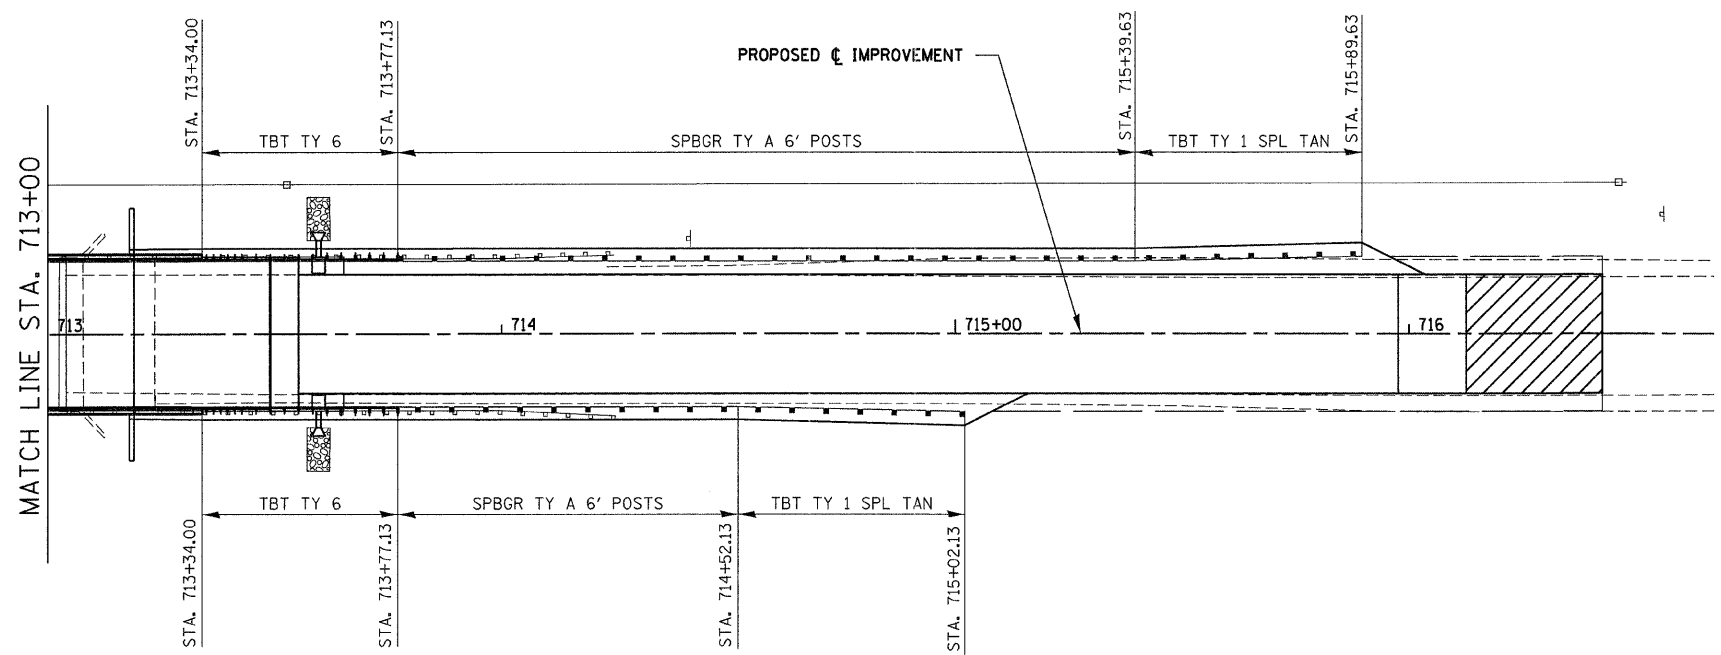 STA. 713+34.00
STA. 713+77.13
STA. 715+39.63
STA. 715+89.63
PROPOSED ℄ IMPROVEMENT
TBT TY 6
SPBGR TY A 6' POSTS
TBT TY 1 SPL TAN
MATCH LINE STA. 713+00
713
714
715+00
716
TBT TY 6
SPBGR TY A 6' POSTS
TBT TY 1 SPL TAN
STA. 713+34.00
STA. 713+77.13
STA. 714+52.13
STA. 715+02.13